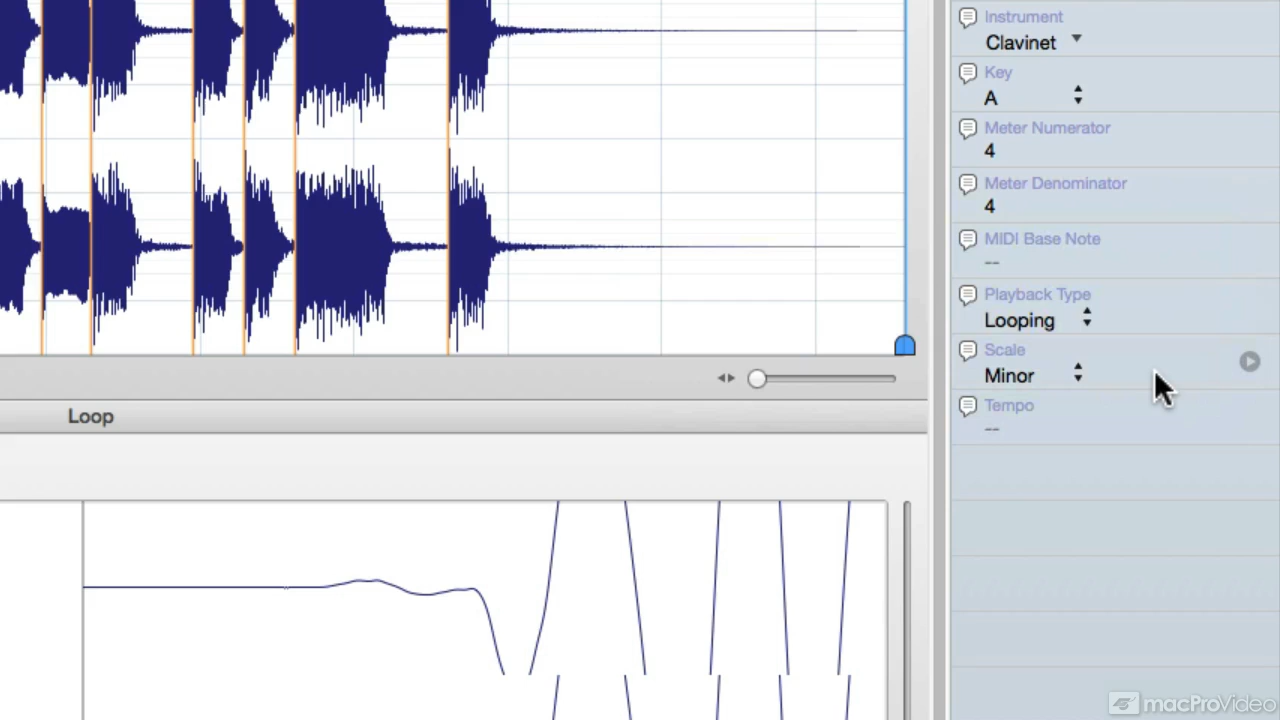 Instrument
Clavinet
Key
A
Meter Numerator
4
Meter Denominator
4
MIDI Base Note
--
Playback Type
Looping
Scale
Minor
Tempo
--
Loop
macProVideo